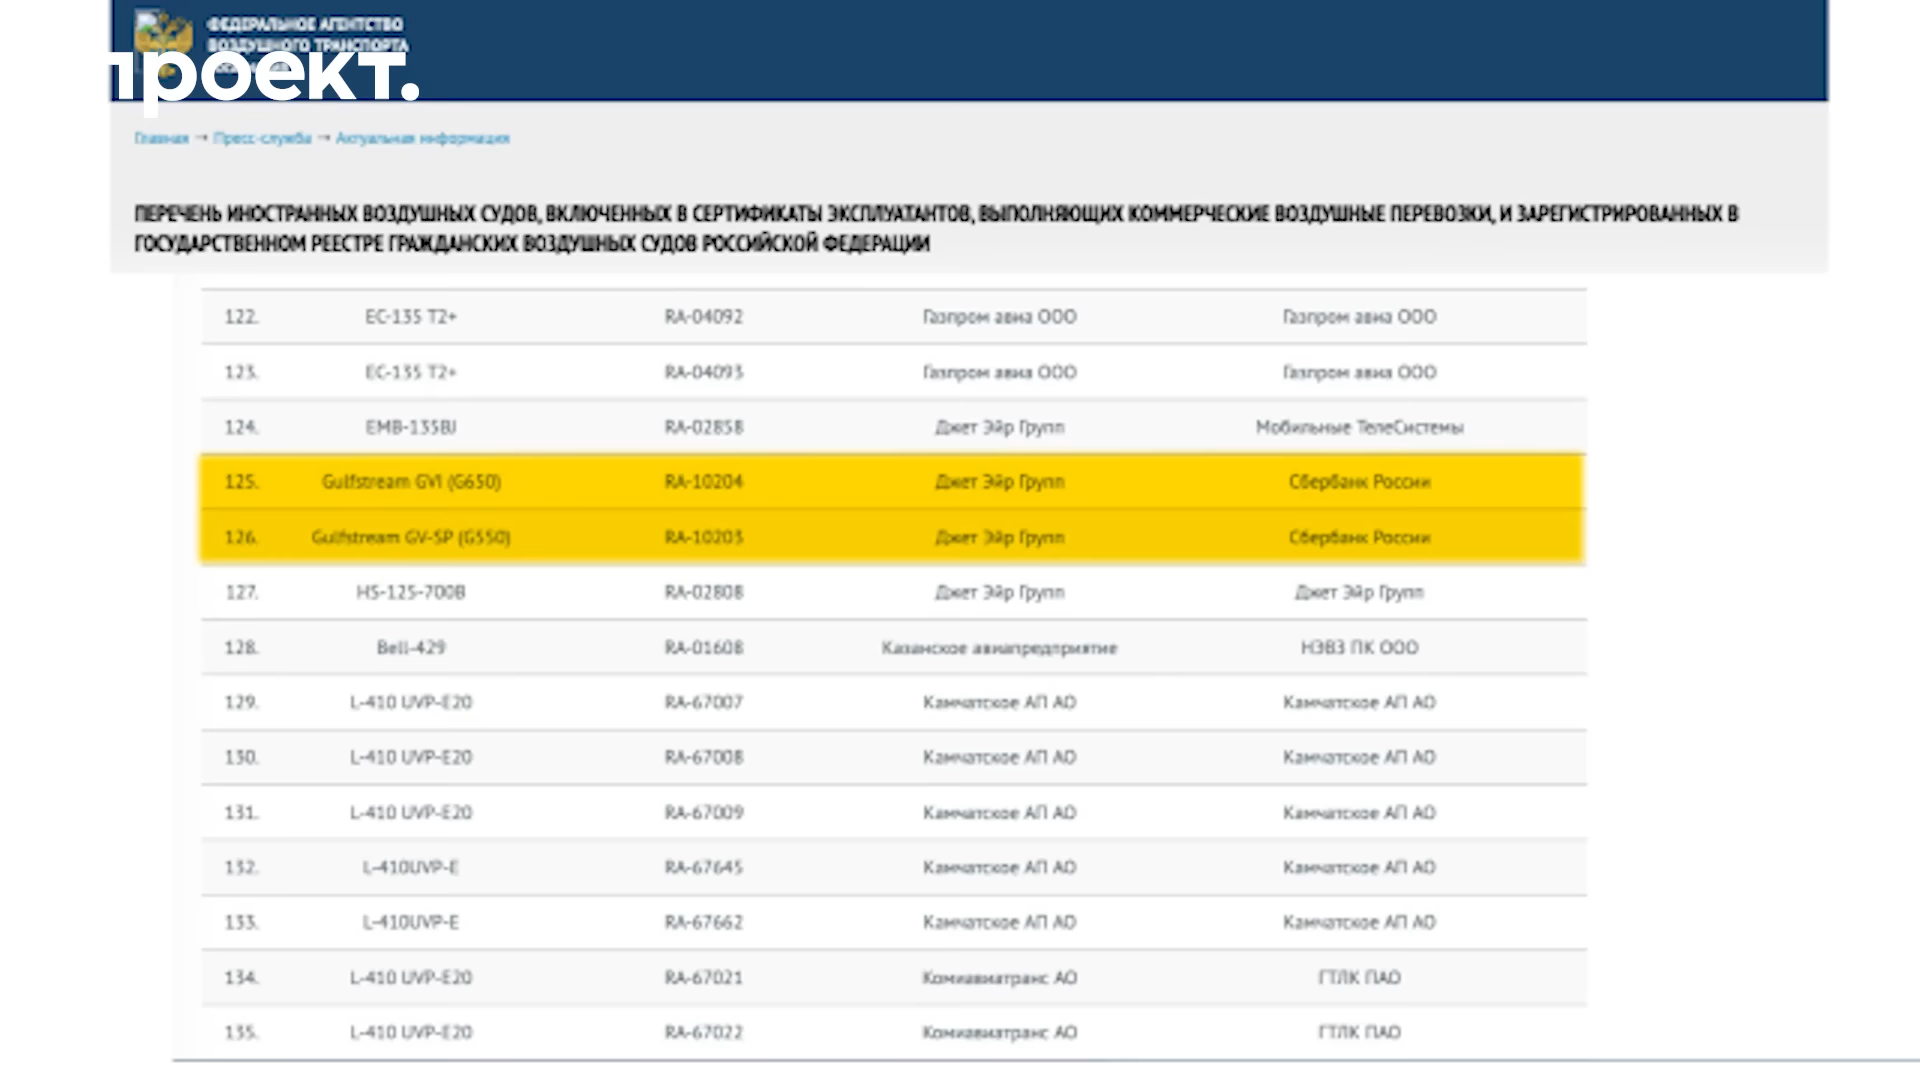 ФЕДЕРАЛЬНОЕ АГЕНТСТВО
ВОЗДУШНОГО ТРАНСПОРТА
проект.
Главная → Пресс-служба → Актуальная информация
ПЕРЕЧЕНЬ ИНОСТРАННЫХ ВОЗДУШНЫХ СУДОВ, ВКЛЮЧЕННЫХ В СЕРТИФИКАТЫ ЭКСПЛУАТАНТОВ, ВЫПОЛНЯЮЩИХ КОММЕРЧЕСКИЕ ВОЗДУШНЫЕ ПЕРЕВОЗКИ, И ЗАРЕГИСТРИРОВАННЫХ В
ГОСУДАРСТВЕННОМ РЕЕСТРЕ ГРАЖДАНСКИХ ВОЗДУШНЫХ СУДОВ РОССИЙСКОЙ ФЕДЕРАЦИИ
122. EC-135 T2+ RA-04092 Газпром авиа ООО Газпром авиа ООО
123. EC-135 T2+ RA-04093 Газпром авиа ООО Газпром авиа ООО
124. EMB-135BJ RA-02858 Джет Эйр Групп Мобильные ТелеСистемы
125. Gulfstream GVI (G650) RA-10204 Джет Эйр Групп Сбербанк России
126. Gulfstream GV-SP (G550) RA-10203 Джет Эйр Групп Сбербанк России
127. HS-125-700B RA-02808 Джет Эйр Групп Джет Эйр Групп
128. Bell-429 RA-01608 Казанское авиапредприятие НЭВЗ ПК ООО
129. L-410 UVP-E20 RA-67007 Камчатское АП АО Камчатское АП АО
130. L-410 UVP-E20 RA-67008 Камчатское АП АО Камчатское АП АО
131. L-410 UVP-E20 RA-67009 Камчатское АП АО Камчатское АП АО
132. L-410UVP-E RA-67645 Камчатское АП АО Камчатское АП АО
133. L-410UVP-E RA-67662 Камчатское АП АО Камчатское АП АО
134. L-410 UVP-E20 RA-67021 Комиавиатранс АО ГТЛК ПАО
135. L-410 UVP-E20 RA-67022 Комиавиатранс АО ГТЛК ПАО